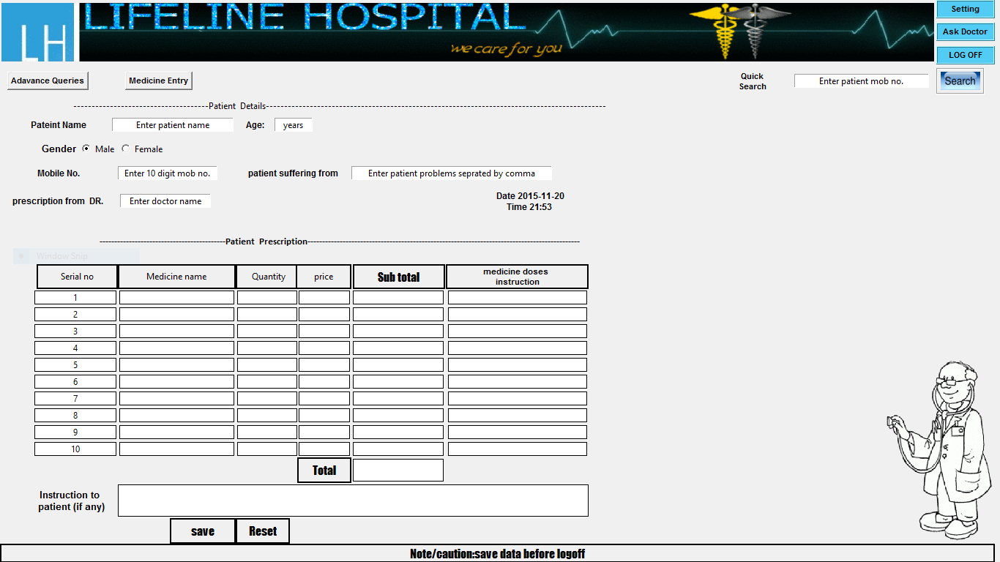 LH
LIFELINE HOSPITAL
we care for you
Setting
Ask Doctor
LOG OFF
Adavance Queries
Medicine Entry
Quick
Search
Enter patient mob no.
Search
Patient Details
Pateint Name
Enter patient name
Age:
years
Gender
Male
Female
Mobile No.
Enter 10 digit mob no.
patient suffering from
Enter patient problems seprated by comma
prescription from DR.
Enter doctor name
Date 2015-11-20
Time 21:53
Patient Prescription
Window Snip
Serial no
Medicine name
Quantity
price
Sub total
medicine doses
instruction
1
2
3
4
5
6
7
8
9
10
Total
Instruction to
patient (if any)
save
Reset
Note/caution:save data before logoff